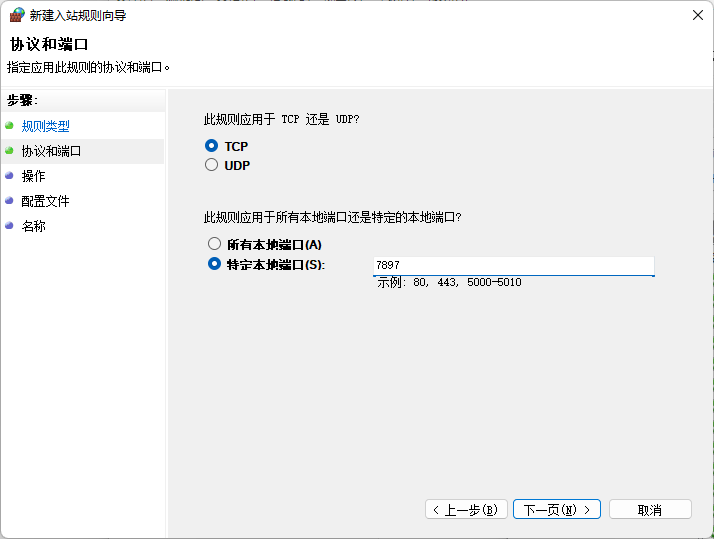 新建入站规则向导
协议和端口
指定应用此规则的协议和端口。
步骤:
规则类型
协议和端口
操作
配置文件
名称
此规则应用于 TCP 还是 UDP?
TCP
UDP
此规则应用于所有本地端口还是特定的本地端口?
所有本地端口(A)
特定本地端口(S):
7897
示例: 80, 443, 5000-5010
< 上一步(B)
下一页(N) >
取消